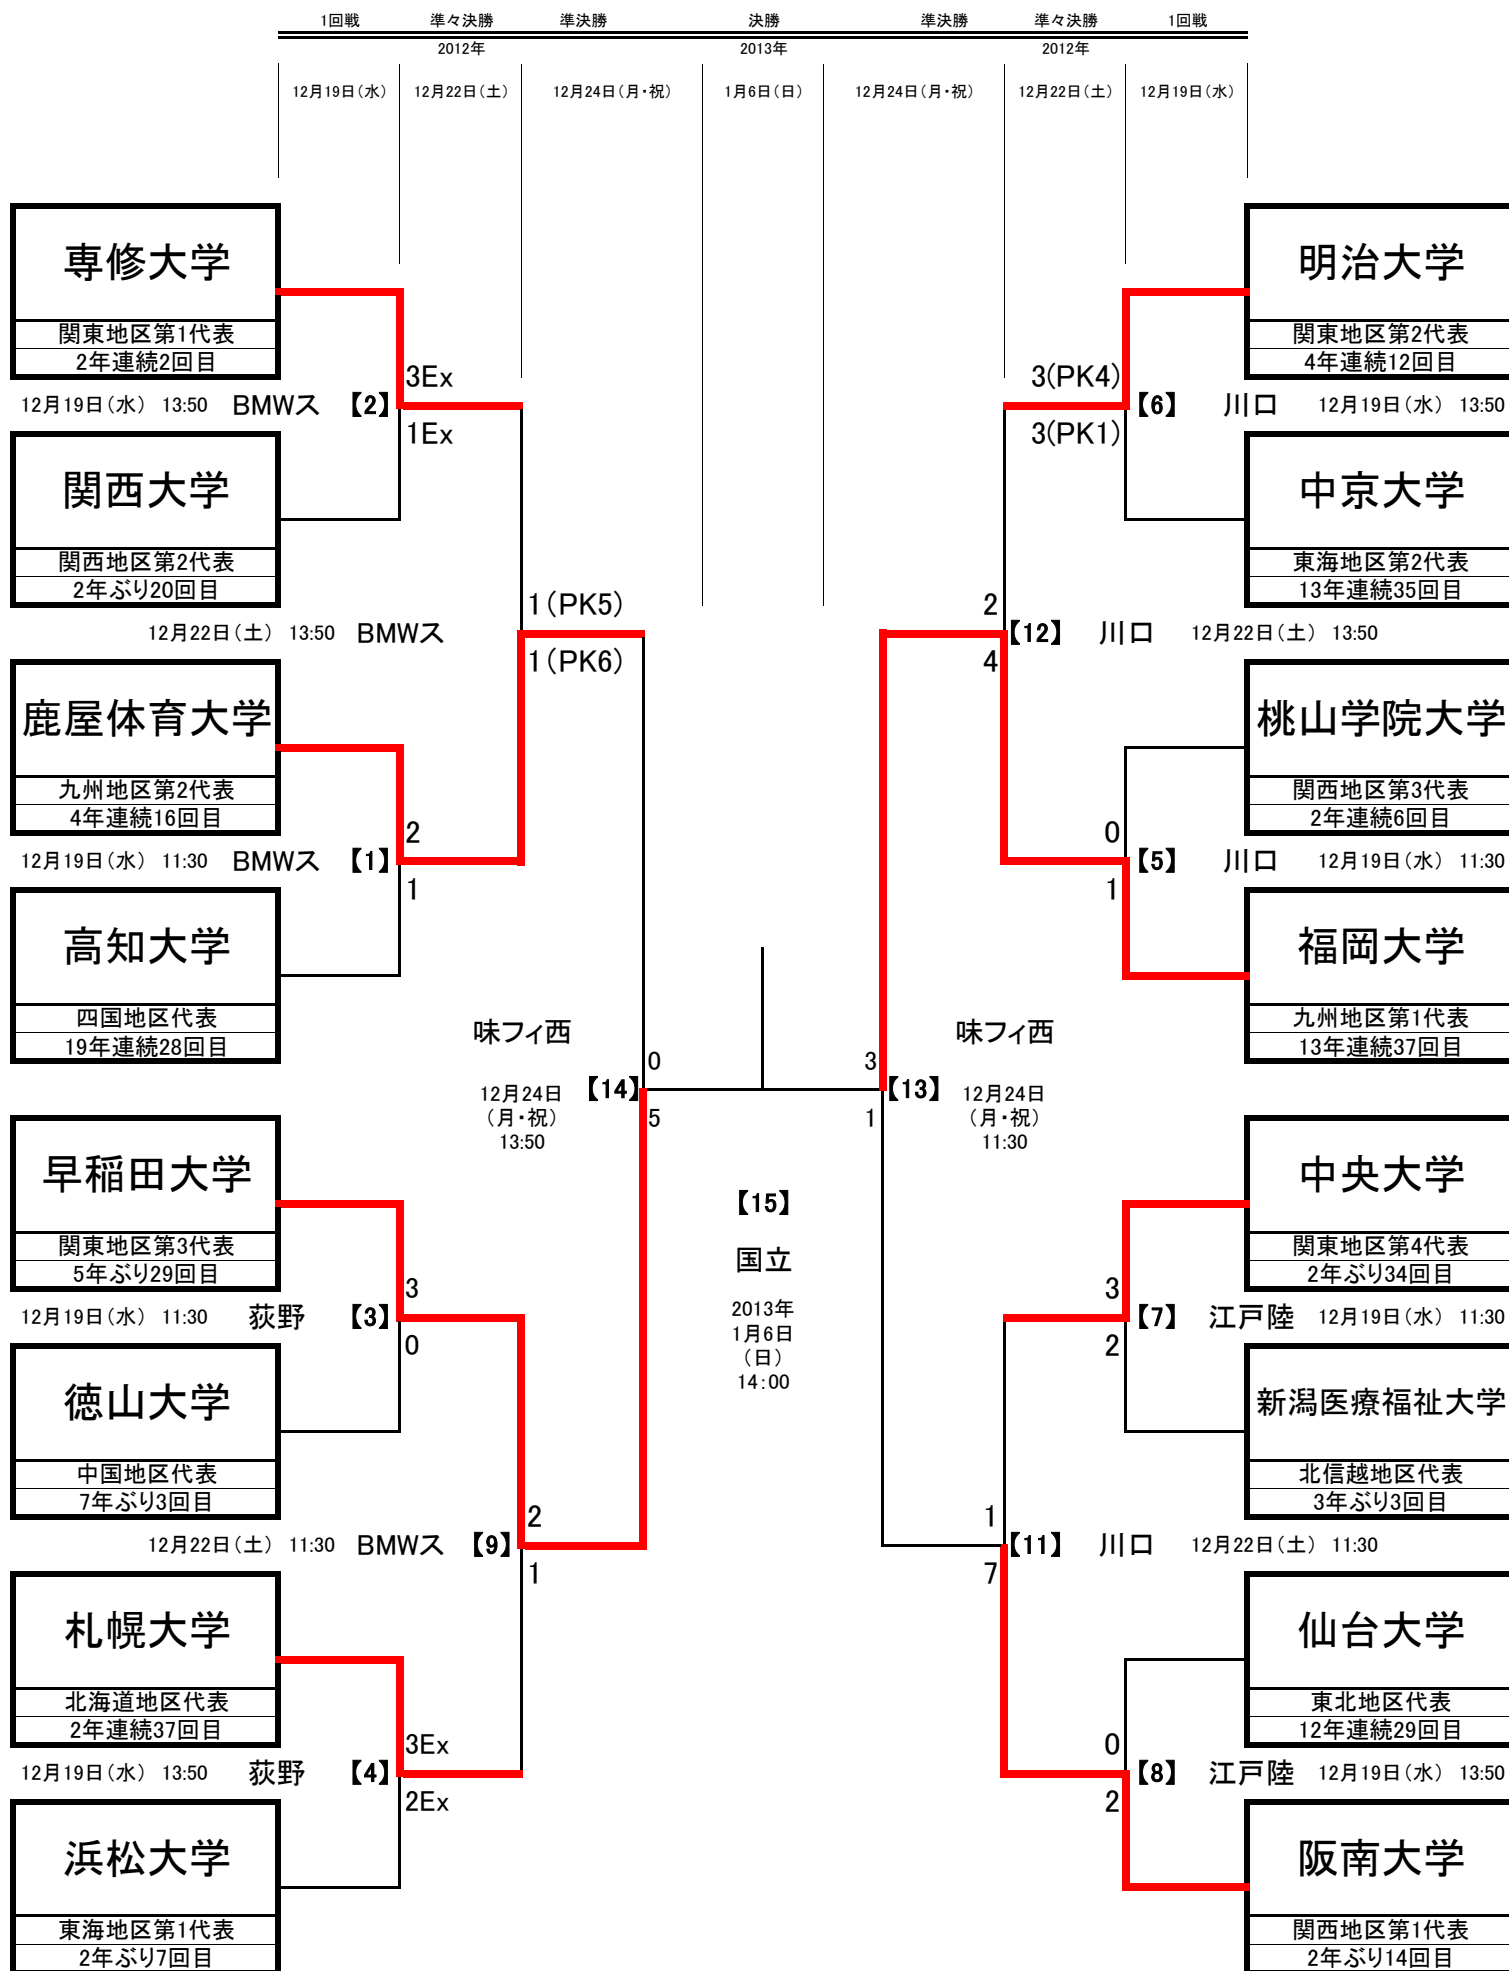 1回戦 準々決勝 準決勝 決勝 準決勝 準々決勝 1回戦
2012年 2013年 2012年
12月19日(水) 12月22日(土) 12月24日(月・祝) 1月6日(日) 12月24日(月・祝) 12月22日(土) 12月19日(水)
専修大学
関東地区第1代表
2年連続2回目
3Ex
12月19日(水) 13:50 BMWス 【2】
1Ex
関西大学
関西地区第2代表
2年ぶり20回目
1(PK5)
12月22日(土) 13:50 BMWス
1(PK6)
鹿屋体育大学
九州地区第2代表
4年連続16回目
2
12月19日(水) 11:30 BMWス 【1】
1
高知大学
四国地区代表
19年連続28回目
味フィ西
0
【14】
12月24日
(月・祝)
13:50
5
早稲田大学
関東地区第3代表
5年ぶり29回目
3
12月19日(水) 11:30 荻野 【3】
0
徳山大学
中国地区代表
7年ぶり3回目
2
12月22日(土) 11:30 BMWス 【9】
1
札幌大学
北海道地区代表
2年連続37回目
3Ex
12月19日(水) 13:50 荻野 【4】
2Ex
浜松大学
東海地区第1代表
2年ぶり7回目
【15】
国立
2013年
1月6日
(日)
14:00
明治大学
関東地区第2代表
4年連続12回目
3(PK4)
【6】 川口 12月19日(水) 13:50
3(PK1)
中京大学
東海地区第2代表
13年連続35回目
2
【12】 川口 12月22日(土) 13:50
4
桃山学院大学
関西地区第3代表
2年連続6回目
0
【5】 川口 12月19日(水) 11:30
1
福岡大学
九州地区第1代表
13年連続37回目
味フィ西
3
【13】
12月24日
(月・祝)
11:30
1
中央大学
関東地区第4代表
2年ぶり34回目
3
【7】 江戸陸 12月19日(水) 11:30
2
新潟医療福祉大学
北信越地区代表
3年ぶり3回目
1
【11】 川口 12月22日(土) 11:30
7
仙台大学
東北地区代表
12年連続29回目
0
【8】 江戸陸 12月19日(水) 13:50
2
阪南大学
関西地区第1代表
2年ぶり14回目